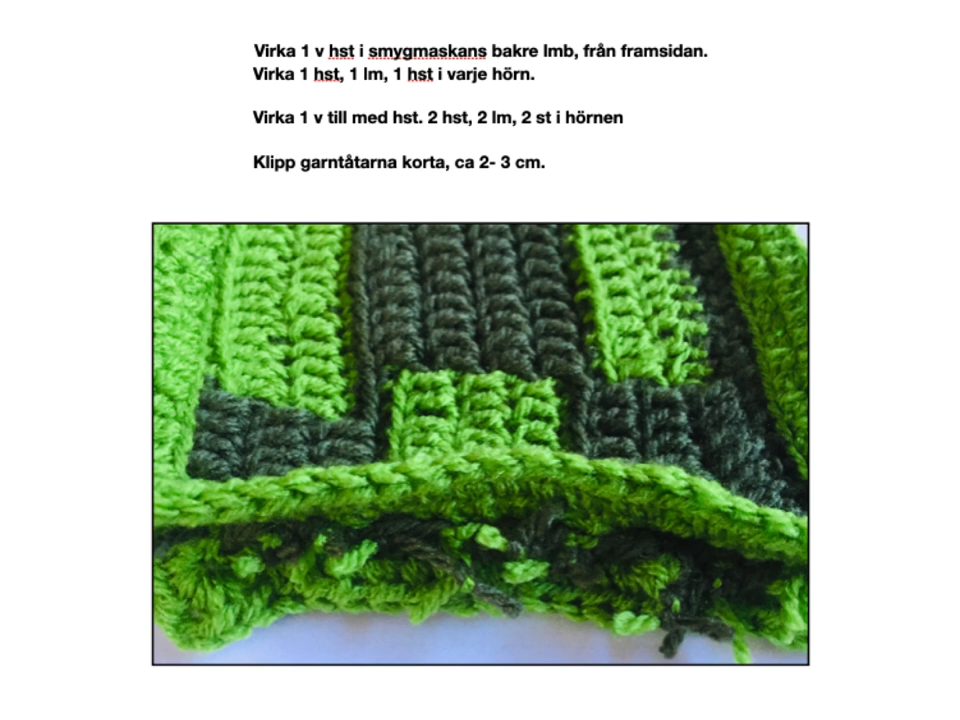 Virka 1 v hst i smygmaskans bakre lmb, från framsidan.
Virka 1 hst, 1 lm, 1 hst i varje hörn.
Virka 1 v till med hst. 2 hst, 2 lm, 2 st i hörnen
Klipp garntåtarna korta, ca 2- 3 cm.